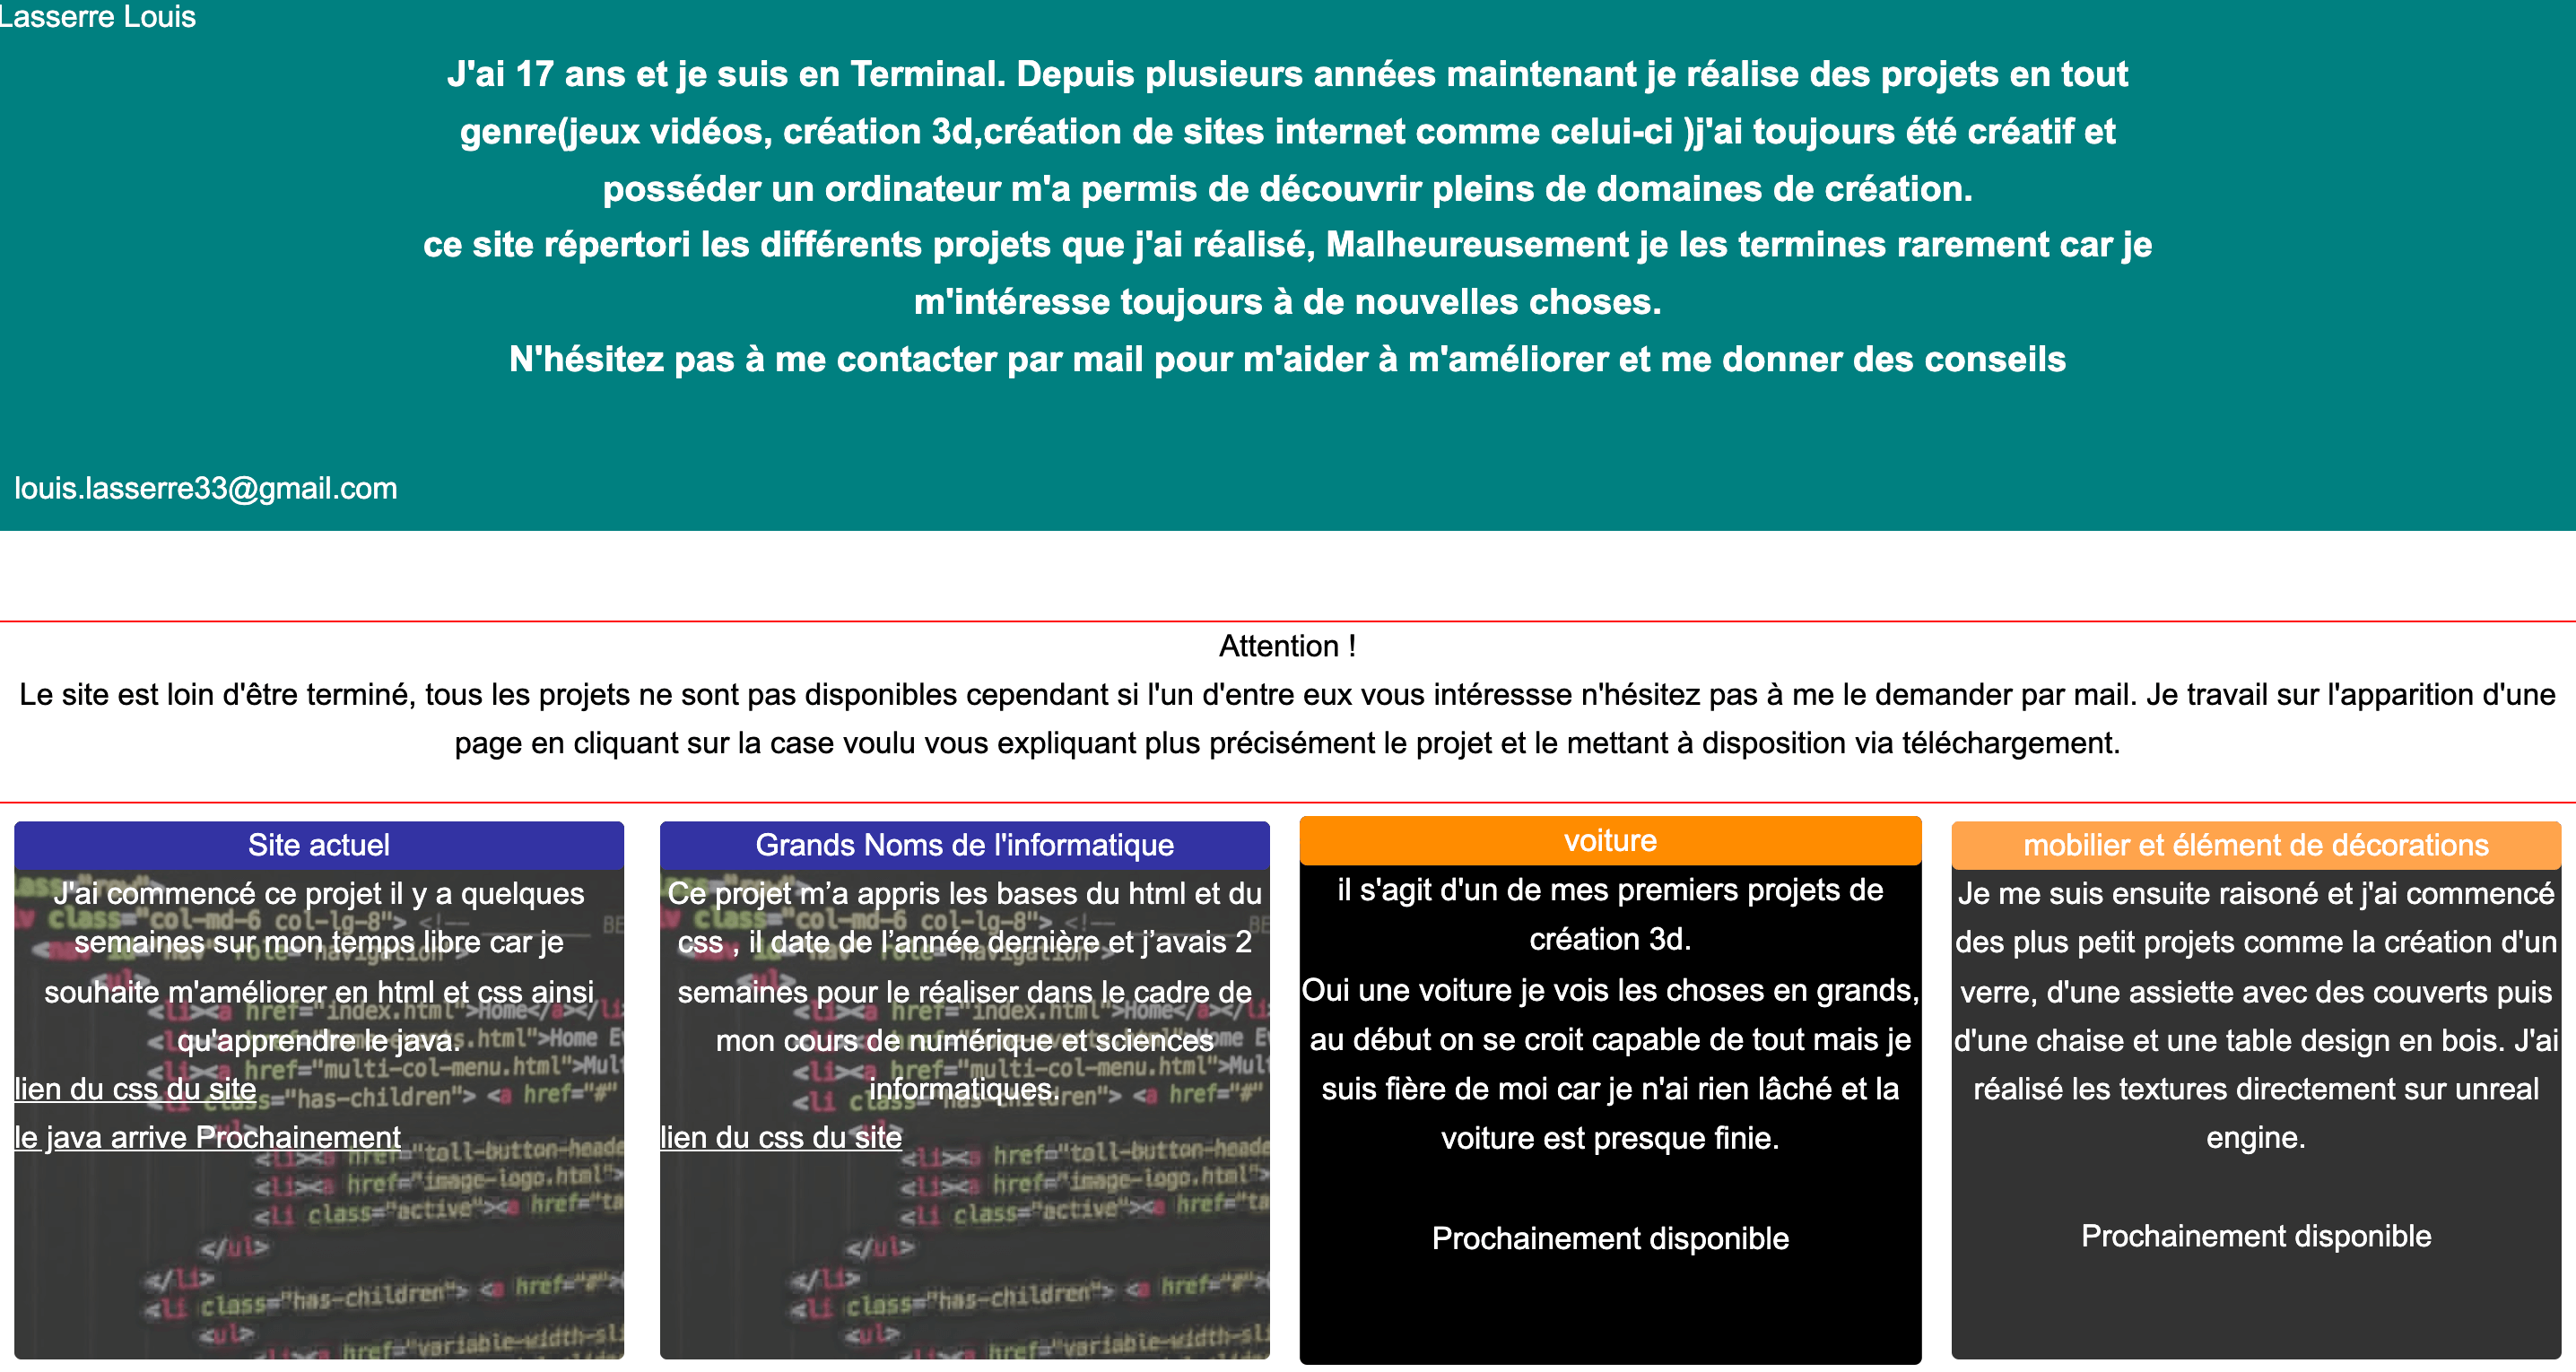 Lasserre Louis
J'ai 17 ans et je suis en Terminal. Depuis plusieurs années maintenant je réalise des projets en tout
genre(jeux vidéos, création 3d,création de sites internet comme celui-ci )j'ai toujours été créatif et
posséder un ordinateur m'a permis de découvrir pleins de domaines de création.
ce site répertori les différents projets que j'ai réalisé, Malheureusement je les termines rarement car je
m'intéresse toujours à de nouvelles choses.
N'hésitez pas à me contacter par mail pour m'aider à m'améliorer et me donner des conseils
louis.lasserre33@gmail.com
Attention !
Le site est loin d'être terminé, tous les projets ne sont pas disponibles cependant si l'un d'entre eux vous intéressse n'hésitez pas à me le demander par mail. Je travail sur l'apparition d'une
page en cliquant sur la case voulu vous expliquant plus précisément le projet et le mettant à disposition via téléchargement.
Site actuel
J'ai commencé ce projet il y a quelques
semaines sur mon temps libre car je
souhaite m'améliorer en html et css ainsi
qu'apprendre le java.
lien du css du site
le java arrive Prochainement
Grands Noms de l'informatique
Ce projet m’a appris les bases du html et du
css , il date de l’année dernière et j’avais 2
semaines pour le réaliser dans le cadre de
mon cours de numérique et sciences
informatiques.
lien du css du site
voiture
il s'agit d'un de mes premiers projets de
création 3d.
Oui une voiture je vois les choses en grands,
au début on se croit capable de tout mais je
suis fière de moi car je n'ai rien lâché et la
voiture est presque finie.
Prochainement disponible
mobilier et élément de décorations
Je me suis ensuite raisoné et j'ai commencé
des plus petit projets comme la création d'un
verre, d'une assiette avec des couverts puis
d'une chaise et une table design en bois. J'ai
réalisé les textures directement sur unreal
engine.
Prochainement disponible